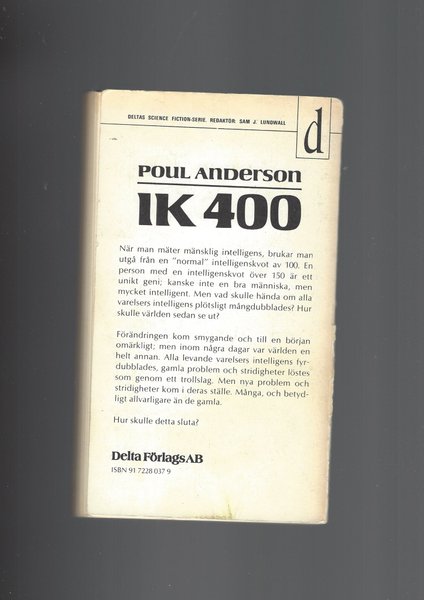 DELTAS SCIENCE FICTION-SERIE. REDAKTÖR: SAM J. LUNDWALL
d
POUL ANDERSON
IK 400
När man mäter mänsklig intelligens, brukar man
utgå från en "normal" intelligenskvot av 100. En
person med en intelligenskvot över 150 är ett
unikt geni; kanske inte en bra människa, men
mycket intelligent. Men vad skulle hända om alla
varelsers intelligens plötsligt mångdubblades? Hur
skulle världen sedan se ut?
Förändringen kom smygande och till en början
omärkligt; men inom några dagar var världen en
helt annan. Alla levande varelsers intelligens fyr-
dubblades, gamla problem och stridigheter löstes
som genom ett trollslag. Men nya problem och
stridigheter kom i deras ställe. Många, och betyd-
ligt allvarligare än de gamla.
Hur skulle detta sluta?
Delta Förlags AB
ISBN 91 7228 037 9